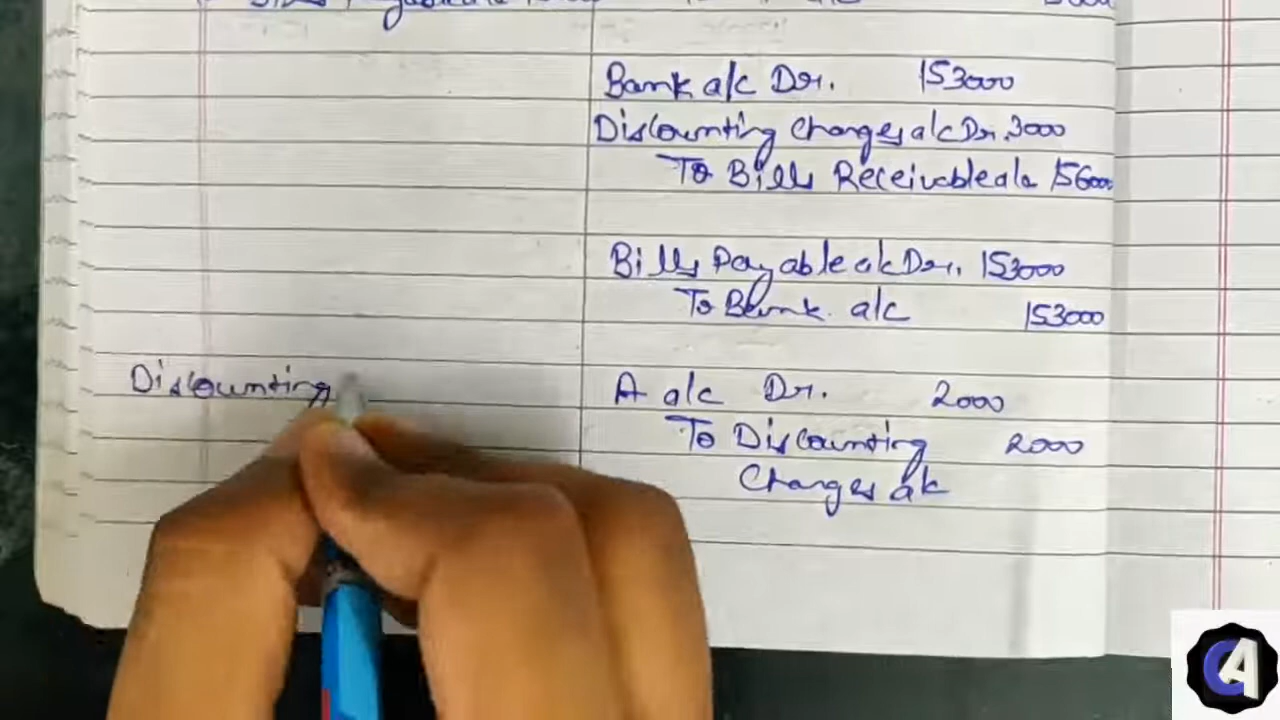 Bank a/c Dr. 153000
Discounting Charges a/c Dr. 3000
To Bills Receivable a/c 156000
Bills Payable a/c Dr. 153000
To Bank a/c 153000
Discounting
A a/c Dr. 2000
To Discounting 2000
Charges a/c
CA